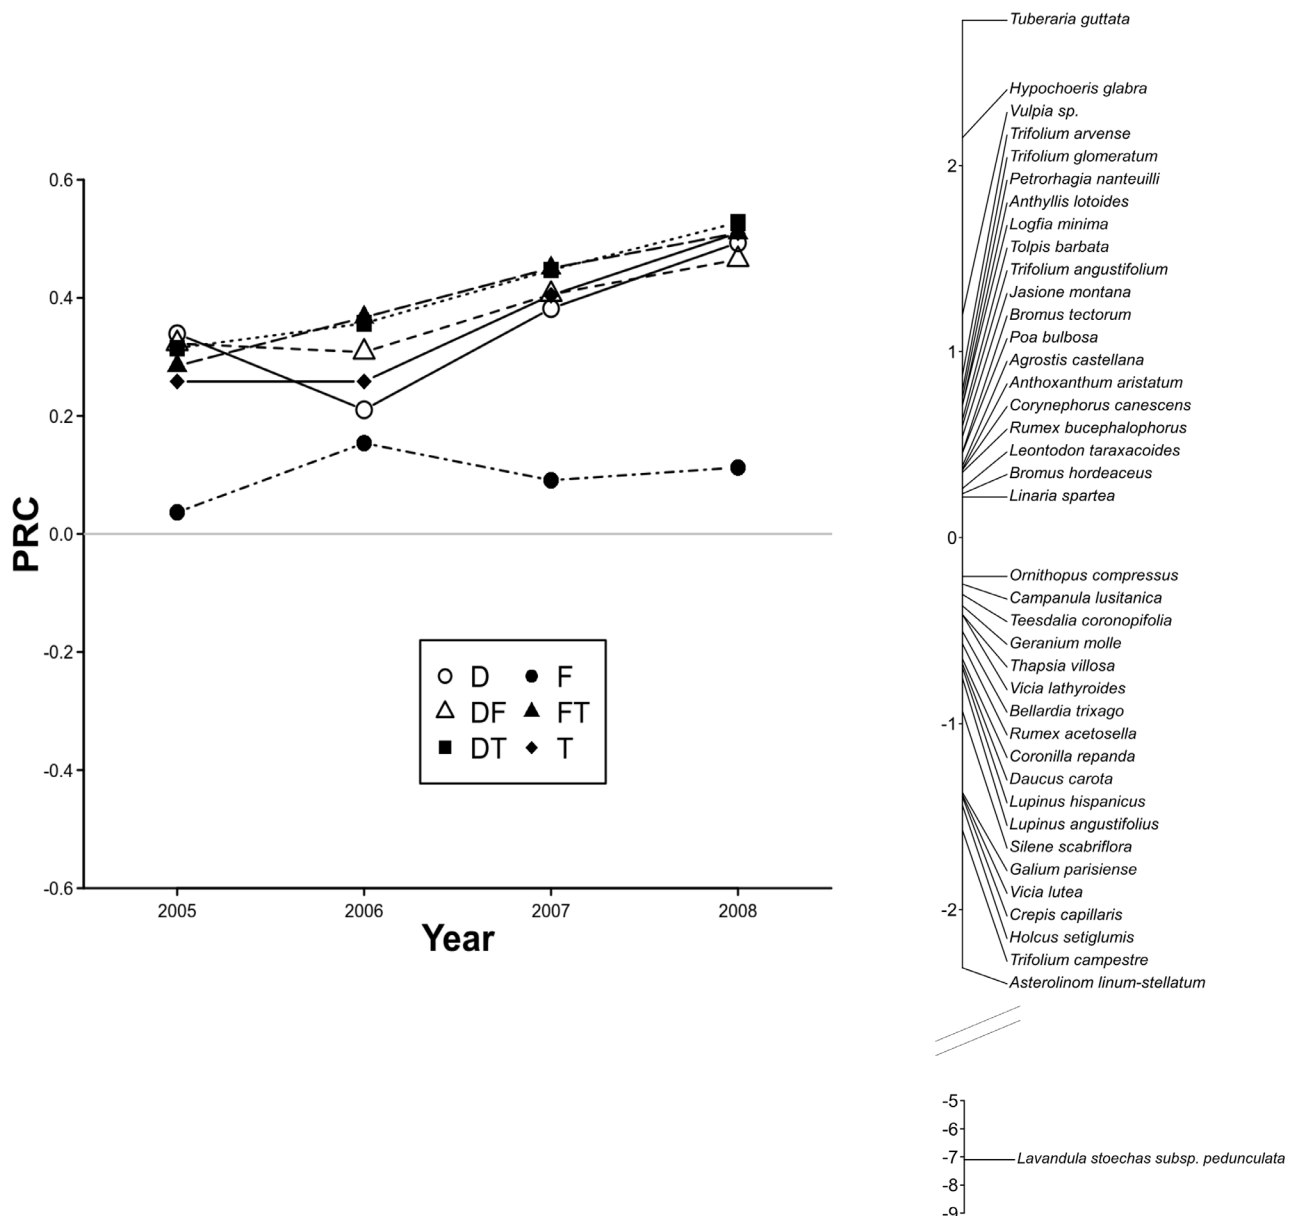 Tuberaria guttata
Hypochoeris glabra
Vulpia sp.
Trifolium arvense
Trifolium glomeratum
Petrorhagia nanteuilli
Anthyllis lotoides
Logfia minima
Tolpis barbata
Trifolium angustifolium
Jasione montana
Bromus tectorum
Poa bulbosa
Agrostis castellana
Anthoxanthum aristatum
Corynephorus canescens
Rumex bucephalophorus
Leontodon taraxacoides
Bromus hordeaceus
Linaria spartea
Ornithopus compressus
Campanula lusitanica
Teesdalia coronopifolia
Geranium molle
Thapsia villosa
Vicia lathyroides
Bellardia trixago
Rumex acetosella
Coronilla repanda
Daucus carota
Lupinus hispanicus
Lupinus angustifolius
Silene scabriflora
Galium parisiense
Vicia lutea
Crepis capillaris
Holcus setiglumis
Trifolium campestre
Asterolinom linum-stellatum
2
1
0
-1
-2
-5
-6
-7
-8
-9
Lavandula stoechas subsp. pedunculata
0.6
0.4
0.2
0.0
-0.2
-0.4
-0.6
PRC
D F
DF FT
DT T
2005 2006 2007 2008
Year